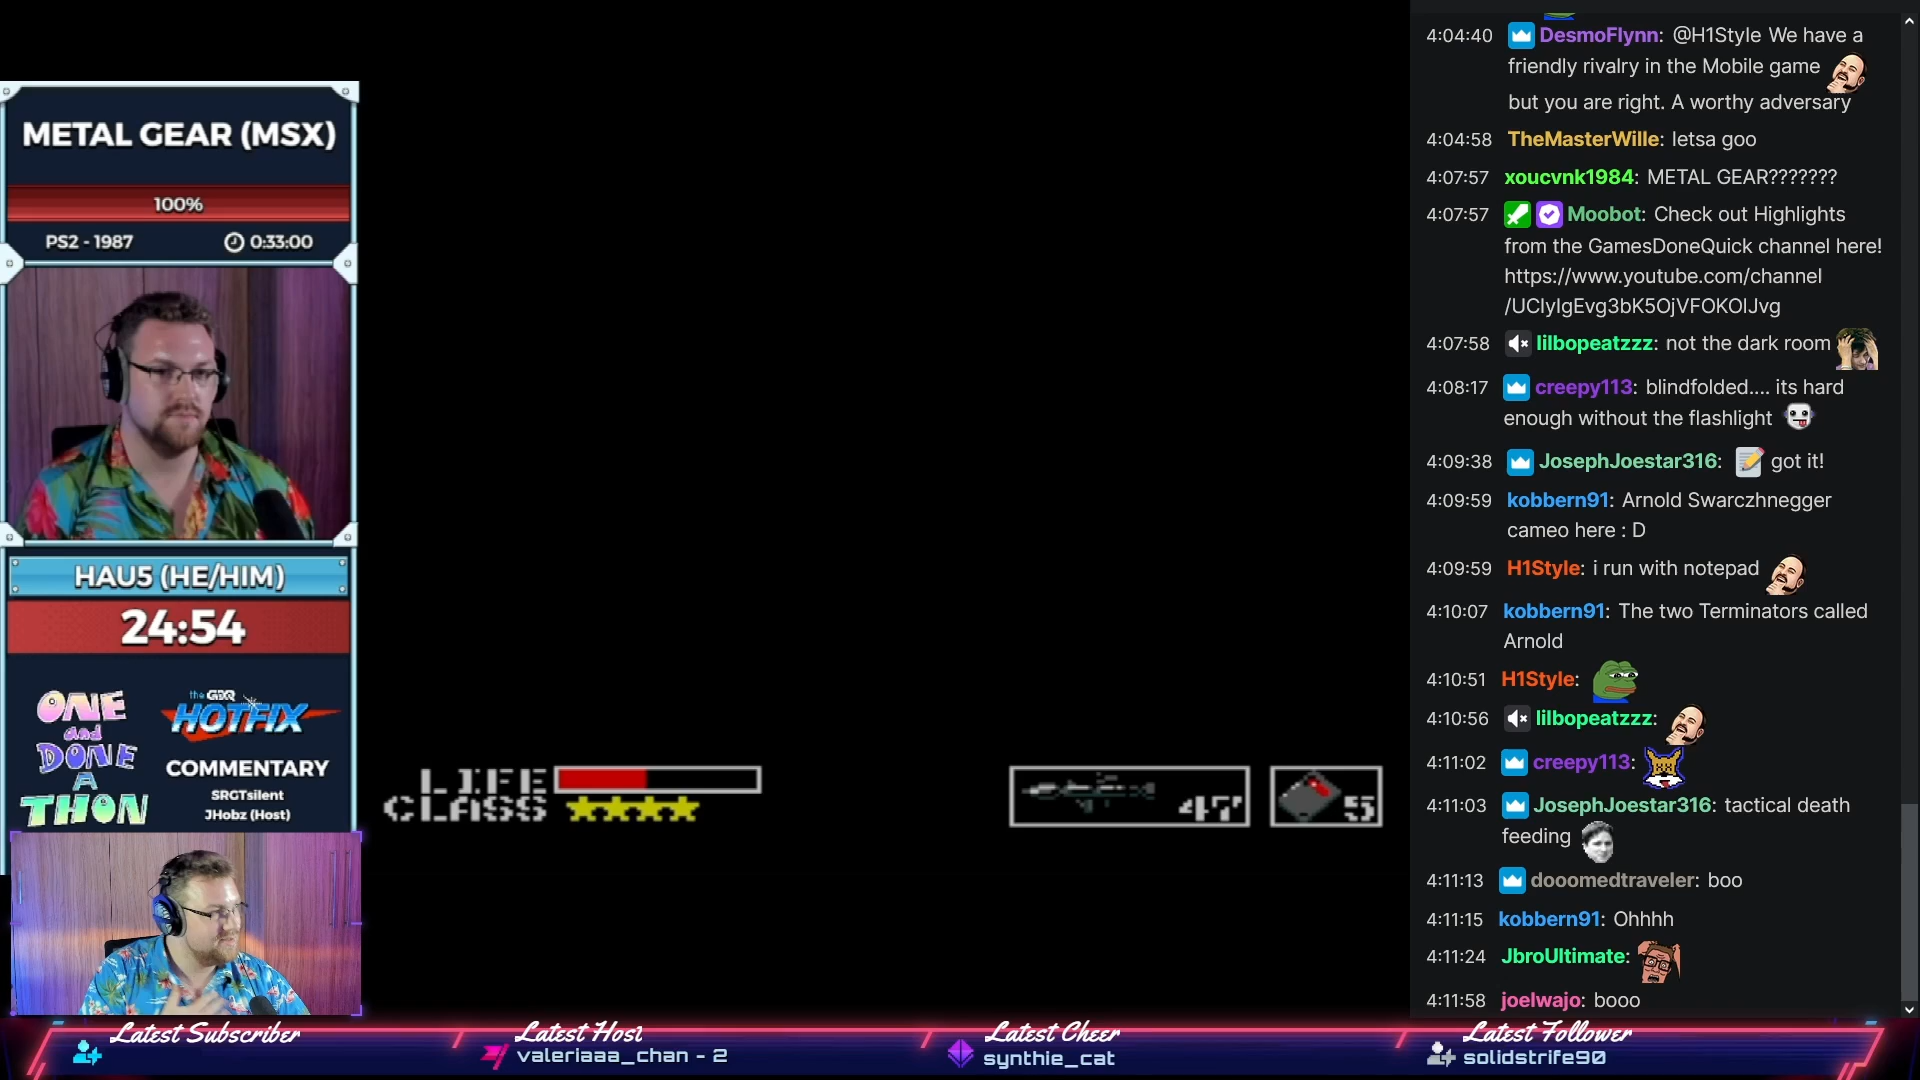 METAL GEAR (MSX)
100%
PS2 - 1987
0:33:00
HAU5 (HE/HIM)
24:54
ONE
and
DONE
A
THON
the GDQ
HOTFIX
COMMENTARY
SRGTsilent
JHobz (Host)
LIFE
CLASS
47
5
4:04:40 DesmoFlynn: @H1Style We have a
friendly rivalry in the Mobile game
but you are right. A worthy adversary
4:04:58 TheMasterWille: letsa goo
4:07:57 xoucvnk1984: METAL GEAR???????
4:07:57 Moobot: Check out Highlights
from the GamesDoneQuick channel here!
https://www.youtube.com/channel
/UCIyIgEvg3bK5OjVFOKOlJvg
4:07:58 lilbopeatzzz: not the dark room
4:08:17 creepy113: blindfolded.... its hard
enough without the flashlight
4:09:38 JosephJoestar316: got it!
4:09:59 kobbern91: Arnold Swarczhnegger
cameo here : D
4:09:59 H1Style: i run with notepad
4:10:07 kobbern91: The two Terminators called
Arnold
4:10:51 H1Style:
4:10:56 lilbopeatzzz:
4:11:02 creepy113:
4:11:03 JosephJoestar316: tactical death
feeding
4:11:13 dooomedtraveler: boo
4:11:15 kobbern91: Ohhhh
4:11:24 JbroUltimate:
4:11:58 joelwajo: booo
Latest Subscriber
Latest Host
valeriaaa_chan - 2
Latest Cheer
synthie_cat
Latest Follower
solidstrife90